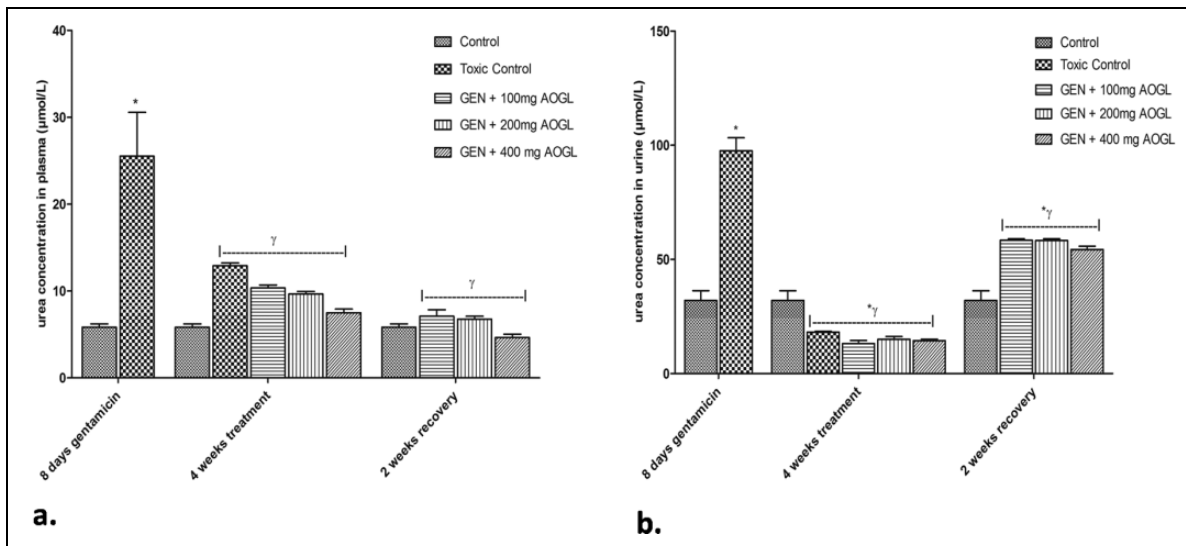 urea concentration in plasma (µmol/L)
40
30
20
10
0
Control
Toxic Control
GEN + 100mg AOGL
GEN + 200mg AOGL
GEN + 400 mg AOGL
*
γ
γ
8 days gentamicin
4 weeks treatment
2 weeks recovery
a.
urea concentration in urine (µmol/L)
150
100
50
0
Control
Toxic Control
GEN + 100mg AOGL
GEN + 200mg AOGL
GEN + 400 mg AOGL
*
*γ
*γ
8 days gentamicin
4 weeks treatment
2 weeks recovery
b.